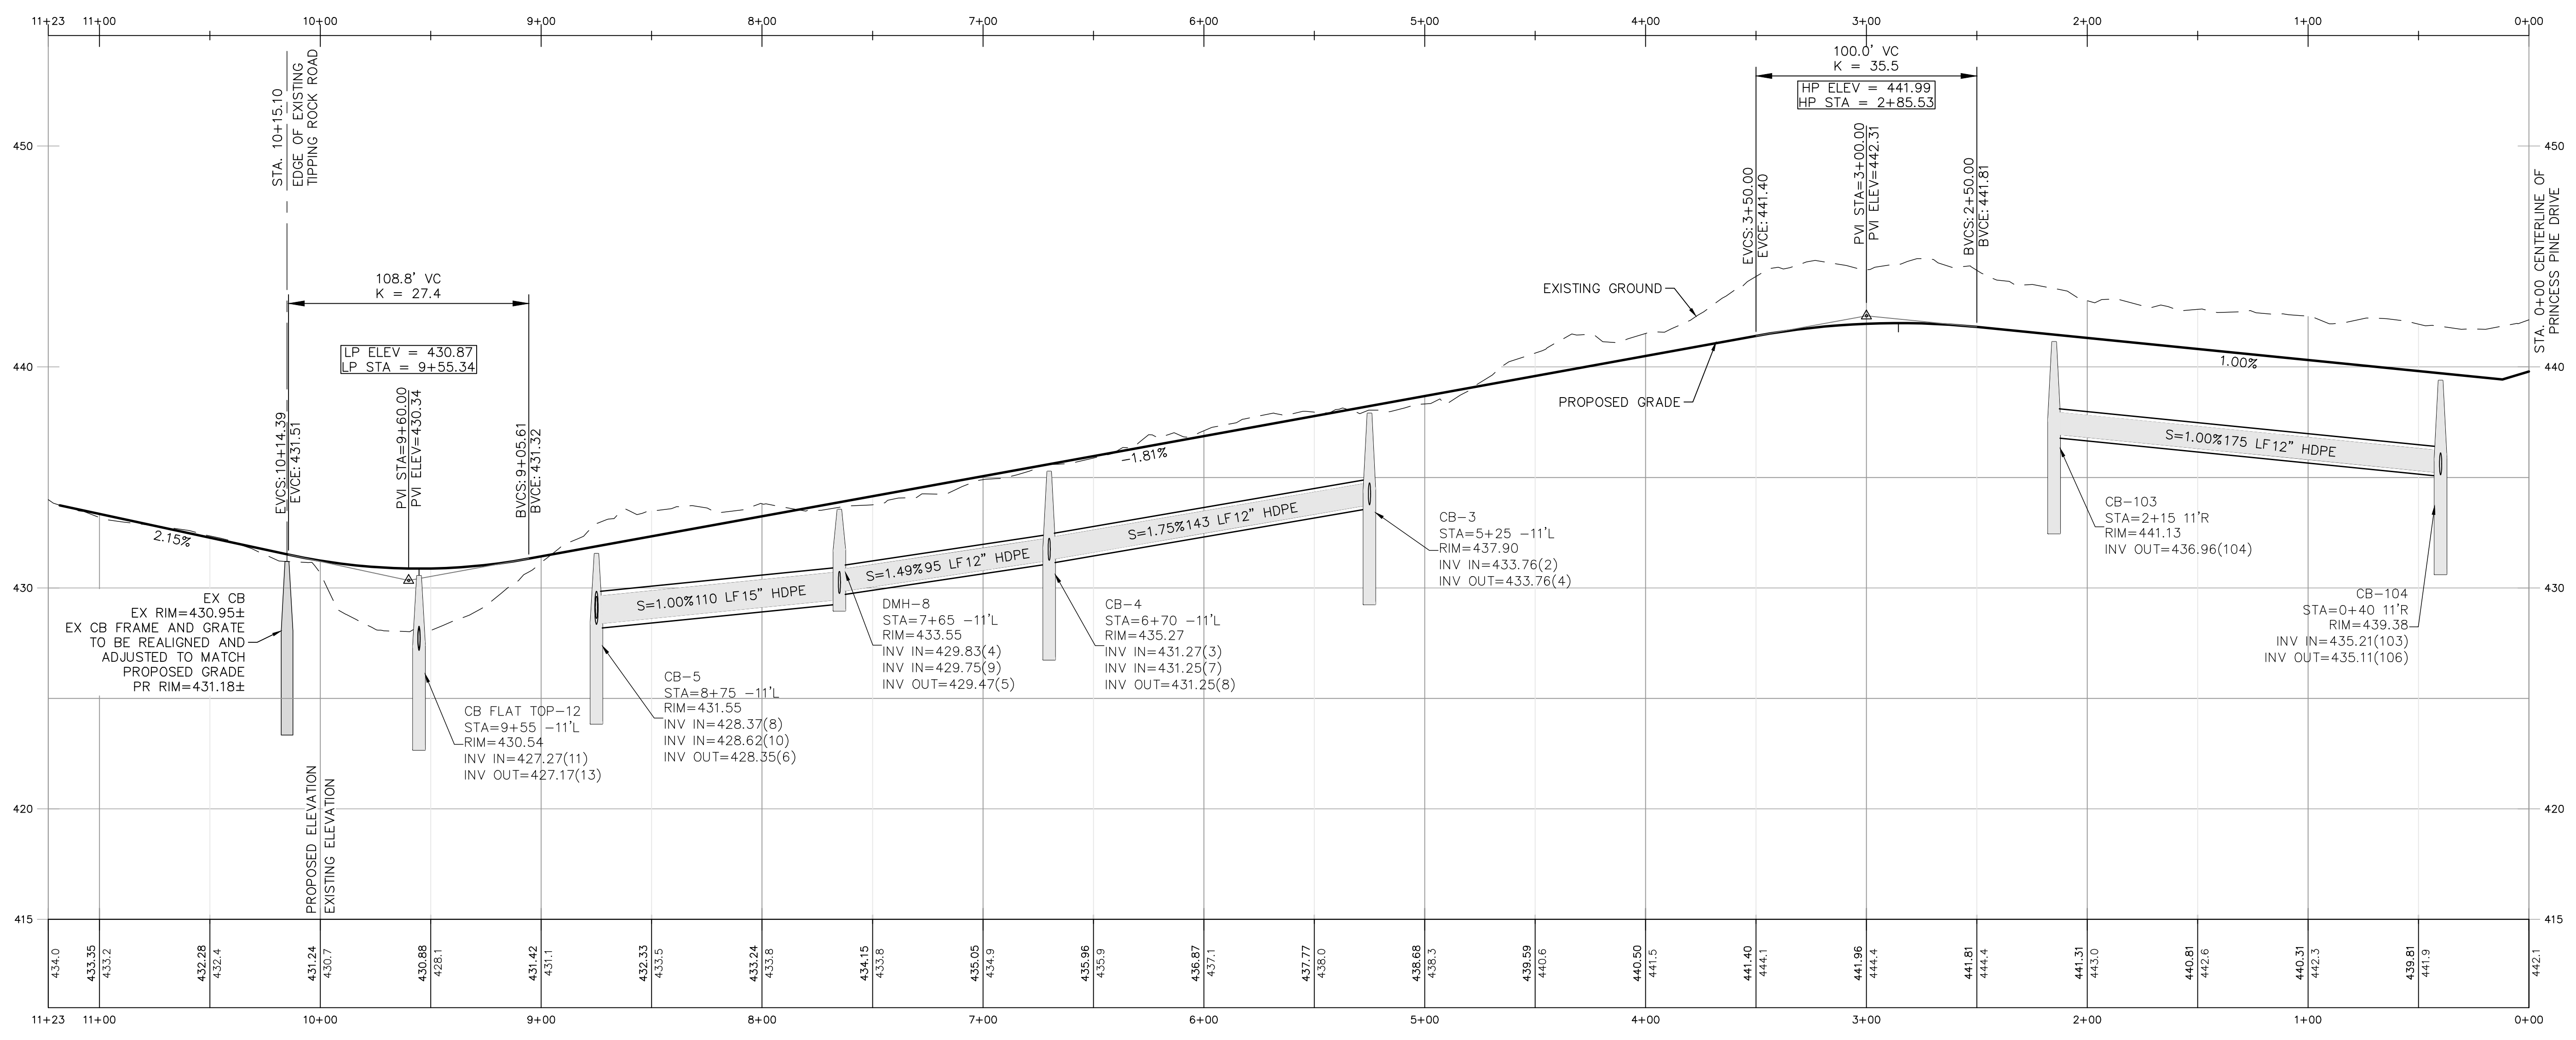 11+23 11+00 10+00 9+00 8+00 7+00 6+00 5+00 4+00 3+00 2+00 1+00 0+00
STA. 10+15.10
EDGE OF EXISTING
TIPPING ROCK ROAD
100.0' VC
K = 35.5
HP ELEV = 441.99
HP STA = 2+85.53
450
450
EVCS: 3+50.00
EVCE: 441.40
PVI STA=3+00.00
PVI ELEV=442.31
BVCS: 2+50.00
BVCE: 441.81
STA. 0+00 CENTERLINE OF
PRINCESS PINE DRIVE
108.8' VC
K = 27.4
EXISTING GROUND
LP ELEV = 430.87
LP STA = 9+55.34
440
440
1.00%
EVCS: 10+14.39
EVCE: 431.51
PVI STA=9+60.00
PVI ELEV=430.34
BVCS: 9+05.61
BVCE: 431.32
PROPOSED GRADE
-1.81%
2.15%
S=1.00%175 LF12" HDPE
S=1.75%143 LF12" HDPE
S=1.49%95 LF12" HDPE
S=1.00%110 LF15" HDPE
430
430
EX CB
EX RIM=430.95±
EX CB FRAME AND GRATE
TO BE REALIGNED AND
ADJUSTED TO MATCH
PROPOSED GRADE
PR RIM=431.18±
CB FLAT TOP-12
STA=9+55 -11'L
RIM=430.54
INV IN=427.27(11)
INV OUT=427.17(13)
CB-5
STA=8+75 -11'L
RIM=431.55
INV IN=428.37(8)
INV IN=428.62(10)
INV OUT=428.35(6)
DMH-8
STA=7+65 -11'L
RIM=433.55
INV IN=429.83(4)
INV IN=429.75(9)
INV OUT=429.47(5)
CB-4
STA=6+70 -11'L
RIM=435.27
INV IN=431.27(3)
INV IN=431.25(7)
INV OUT=431.25(8)
CB-3
STA=5+25 -11'L
RIM=437.90
INV IN=433.76(2)
INV OUT=433.76(4)
CB-103
STA=2+15 11'R
RIM=441.13
INV OUT=436.96(104)
CB-104
STA=0+40 11'R
RIM=439.38
INV IN=435.21(103)
INV OUT=435.11(106)
420
420
PROPOSED ELEVATION
EXISTING ELEVATION
415
415
434.0
433.35
433.2
432.28
432.4
431.24
430.7
430.88
428.1
431.42
431.1
432.33
433.5
433.24
433.8
434.15
433.8
435.05
434.9
435.96
435.9
436.87
437.1
437.77
438.0
438.68
438.3
439.59
440.6
440.50
441.5
441.40
444.1
441.96
444.4
441.81
444.4
441.31
443.0
440.81
442.6
440.31
442.3
439.81
441.9
442.1
11+23 11+00 10+00 9+00 8+00 7+00 6+00 5+00 4+00 3+00 2+00 1+00 0+00